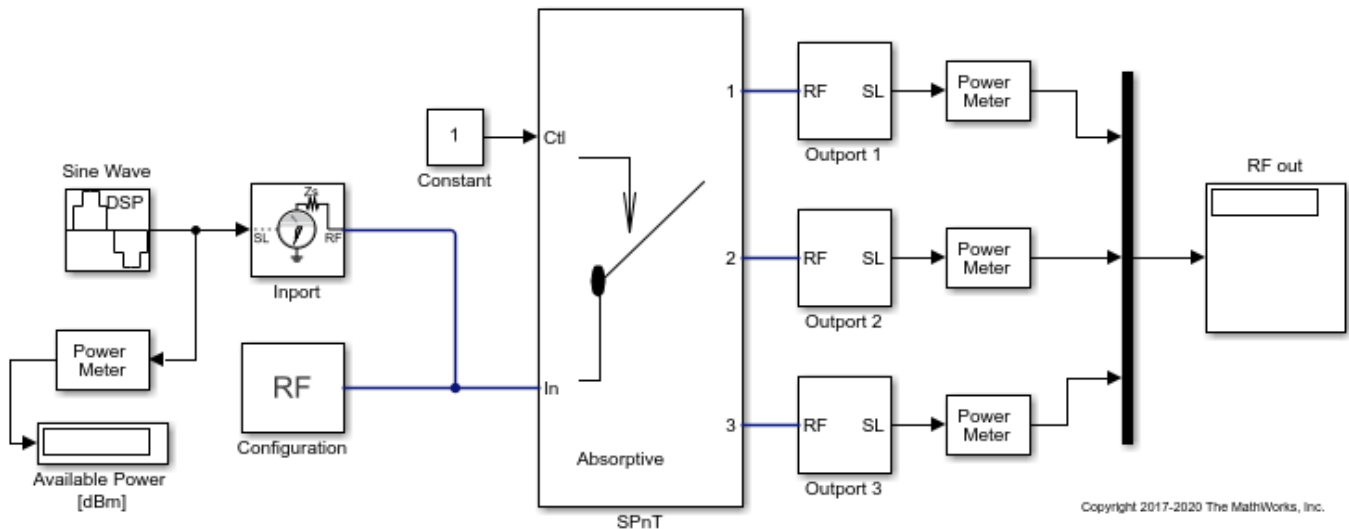 Sine Wave
DSP
Zs
SL
RF
Inport
Power
Meter
Available Power
[dBm]
RF
Configuration
1
Constant
Ctl
In
1
2
3
Absorptive
SPnT
RF SL
Outport 1
Power
Meter
RF SL
Outport 2
Power
Meter
RF SL
Outport 3
Power
Meter
RF out
Copyright 2017-2020 The MathWorks, Inc.